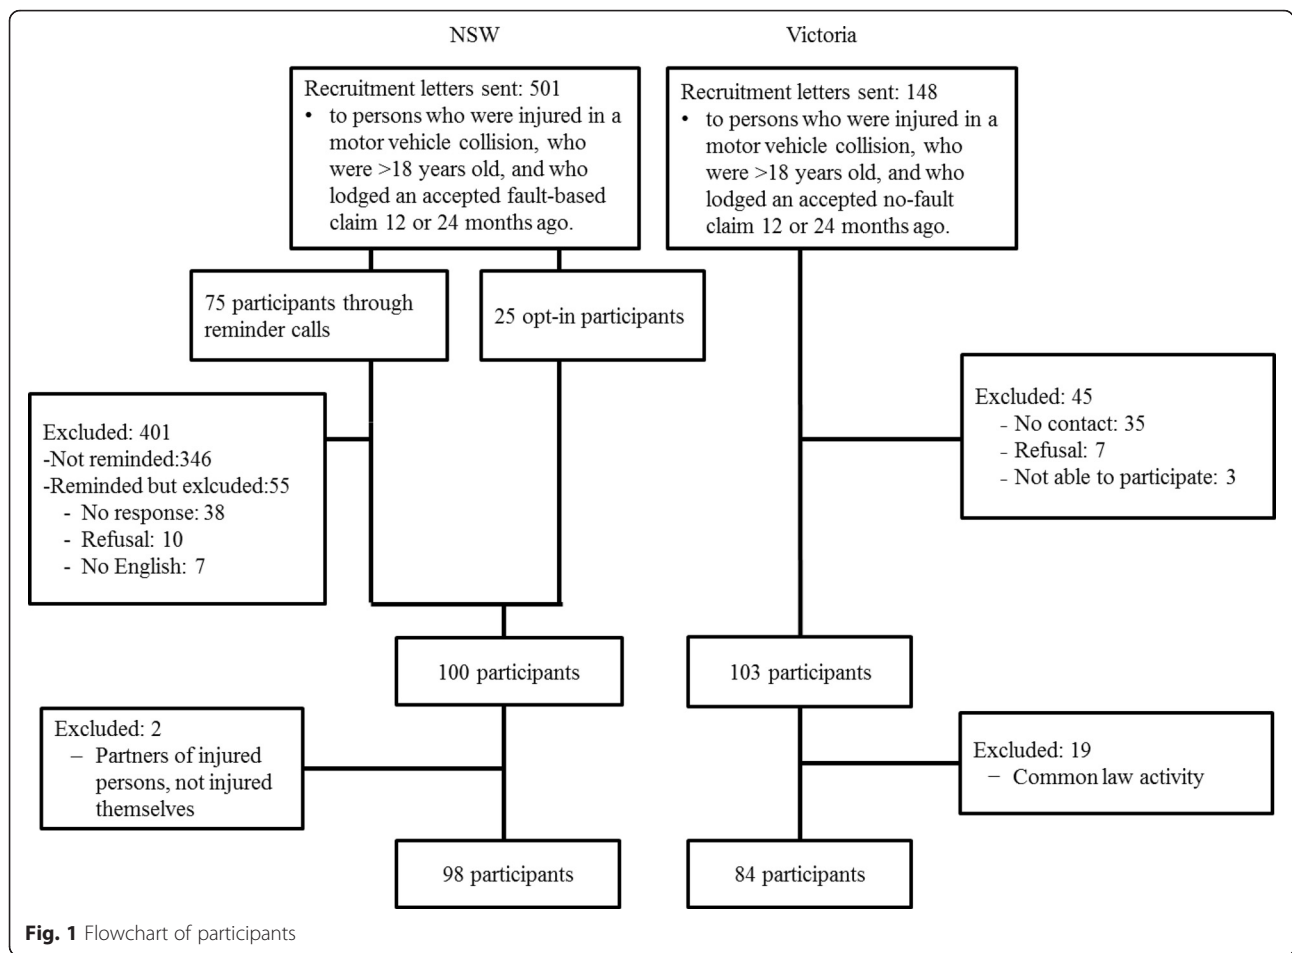 NSW
Victoria
Recruitment letters sent: 501
• to persons who were injured in a
motor vehicle collision, who
were >18 years old, and who
lodged an accepted fault-based
claim 12 or 24 months ago.
Recruitment letters sent: 148
• to persons who were injured in a
motor vehicle collision, who
were >18 years old, and who
lodged an accepted no-fault
claim 12 or 24 months ago.
75 participants through
reminder calls
25 opt-in participants
Excluded: 401
-Not reminded:346
-Reminded but exlcuded:55
- No response: 38
- Refusal: 10
- No English: 7
Excluded: 45
- No contact: 35
- Refusal: 7
- Not able to participate: 3
100 participants
103 participants
Excluded: 2
– Partners of injured
persons, not injured
themselves
Excluded: 19
– Common law activity
98 participants
84 participants
Fig. 1 Flowchart of participants